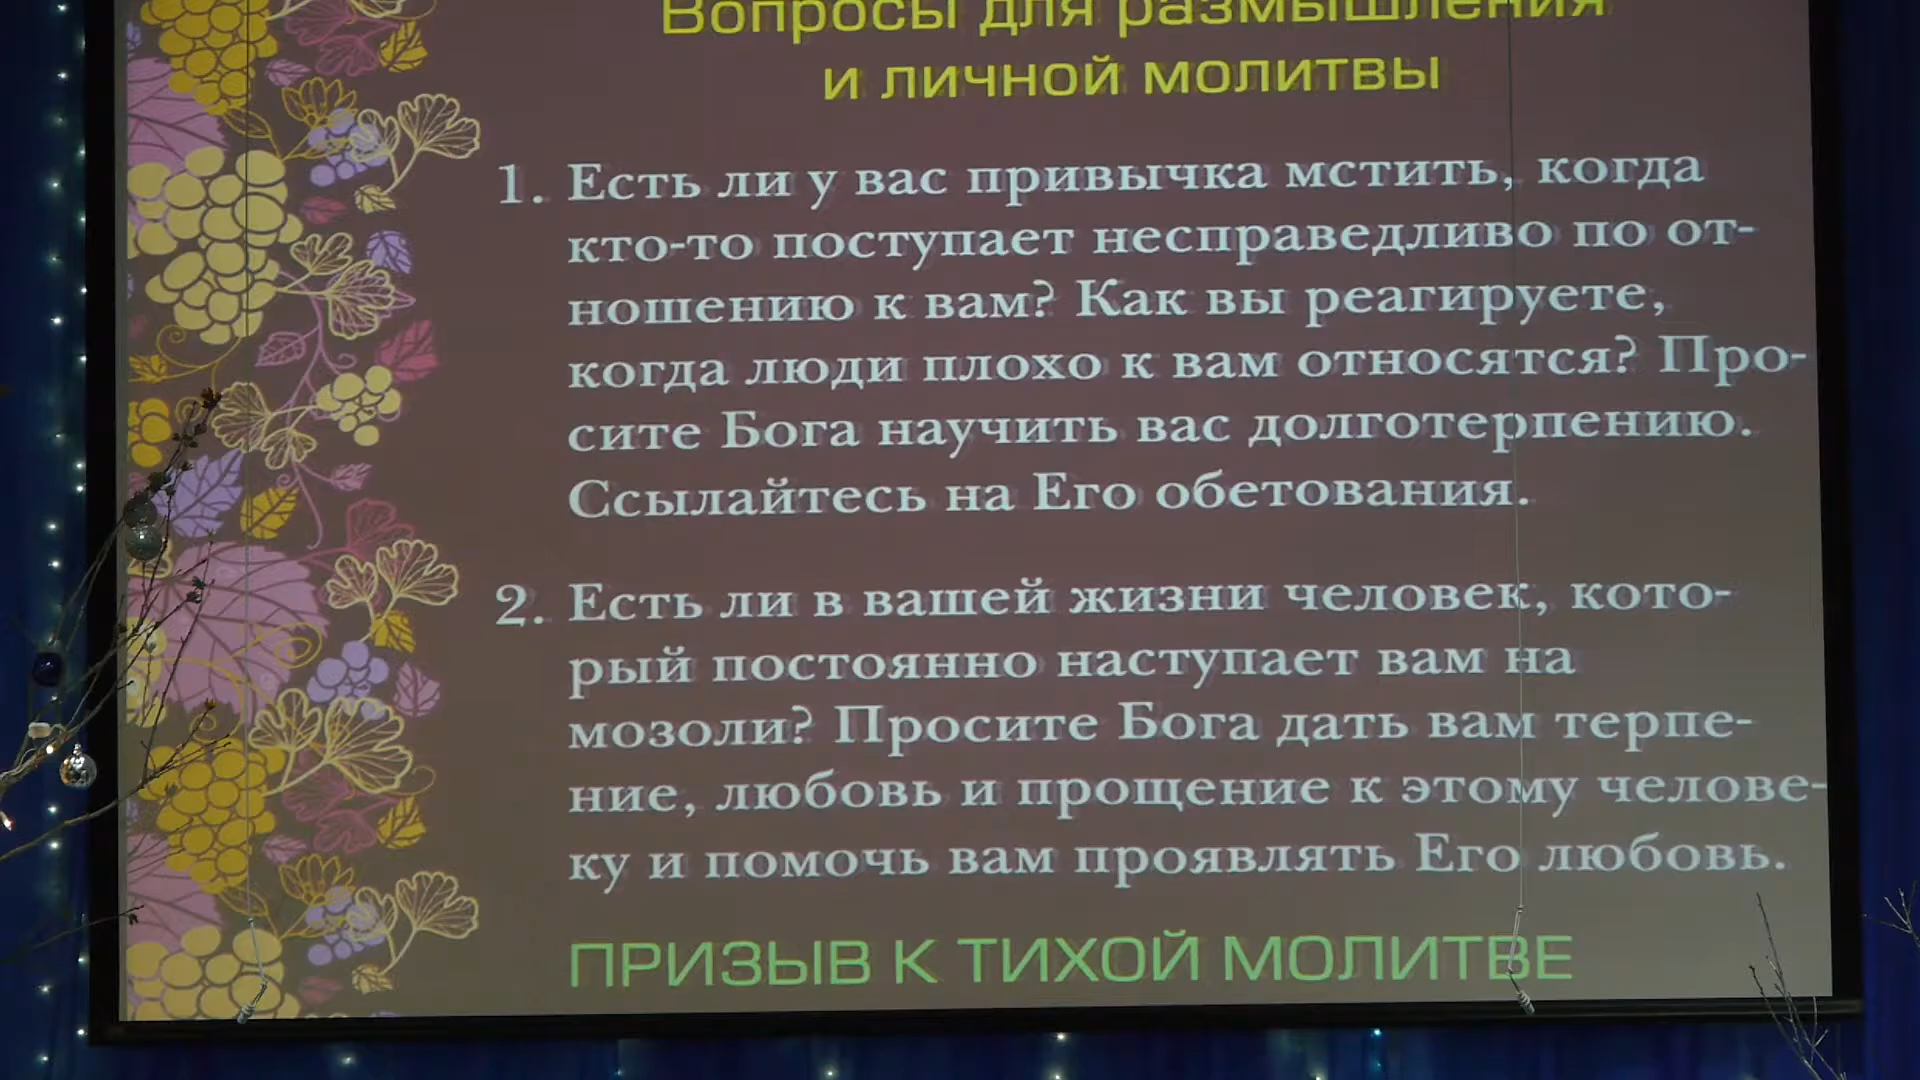 Вопросы для размышления
и личной молитвы
1. Есть ли у вас привычка мстить, когда
кто-то поступает несправедливо по от-
ношению к вам? Как вы реагируете,
когда люди плохо к вам относятся? Про-
сите Бога научить вас долготерпению.
Ссылайтесь на Его обетования.
2. Есть ли в вашей жизни человек, кото-
рый постоянно наступает вам на
мозоли? Просите Бога дать вам терпе-
ние, любовь и прощение к этому челове-
ку и помочь вам проявлять Его любовь.
ПРИЗЫВ К ТИХОЙ МОЛИТВЕ